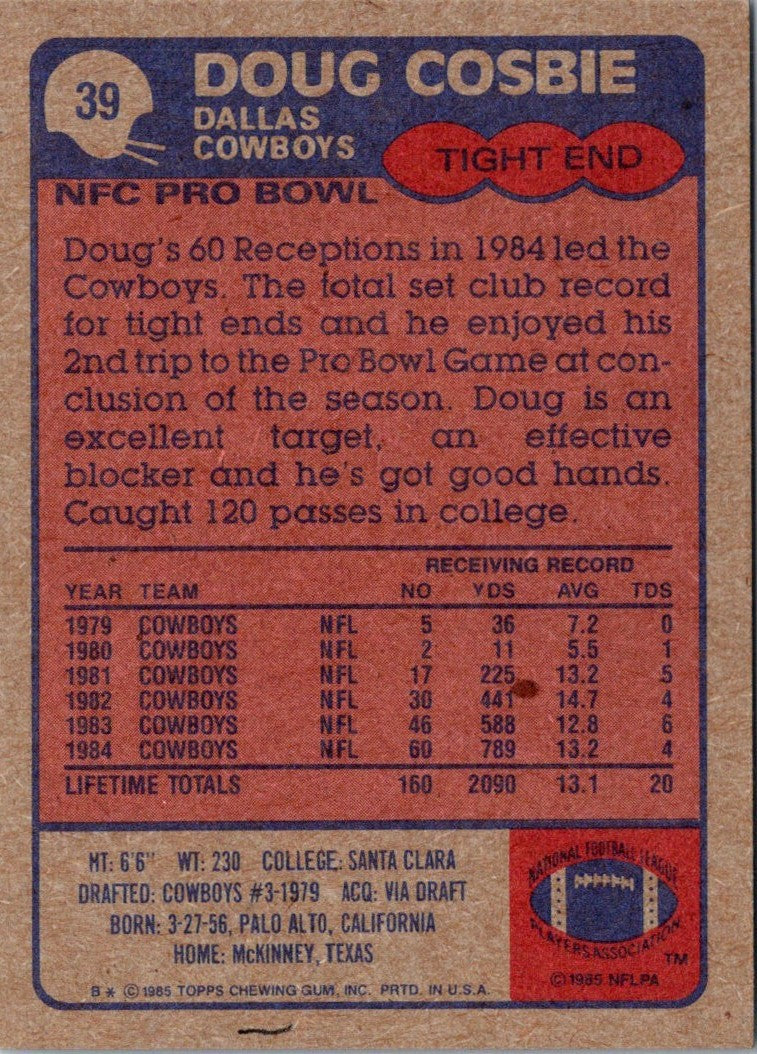 39
DOUG COSBIE
DALLAS
COWBOYS
TIGHT END
NFC PRO BOWL
Doug's 60 Receptions in 1984 led the
Cowboys. The total set club record
for tight ends and he enjoyed his
2nd trip to the Pro Bowl Game at con-
clusion of the season. Doug is an
excellent target, an effective
blocker and he's got good hands.
Caught 120 passes in college.
RECEIVING RECORD
YEAR TEAM NO YDS AVG TDS
1979 COWBOYS NFL 5 36 7.2 0
1980 COWBOYS NFL 2 11 5.5 1
1981 COWBOYS NFL 17 225 13.2 5
1982 COWBOYS NFL 30 441 14.7 4
1983 COWBOYS NFL 46 588 12.8 6
1984 COWBOYS NFL 60 789 13.2 4
LIFETIME TOTALS 160 2090 13.1 20
HT: 6'6" WT: 230 COLLEGE: SANTA CLARA
DRAFTED: COWBOYS #3-1979 ACQ: VIA DRAFT
BORN: 3-27-56, PALO ALTO, CALIFORNIA
HOME: McKINNEY, TEXAS
B * © 1985 TOPPS CHEWING GUM, INC. PRTD. IN U.S.A.
NATIONAL FOOTBALL LEAGUE
PLAYERS ASSOCIATION
TM
© 1985 NFLPA